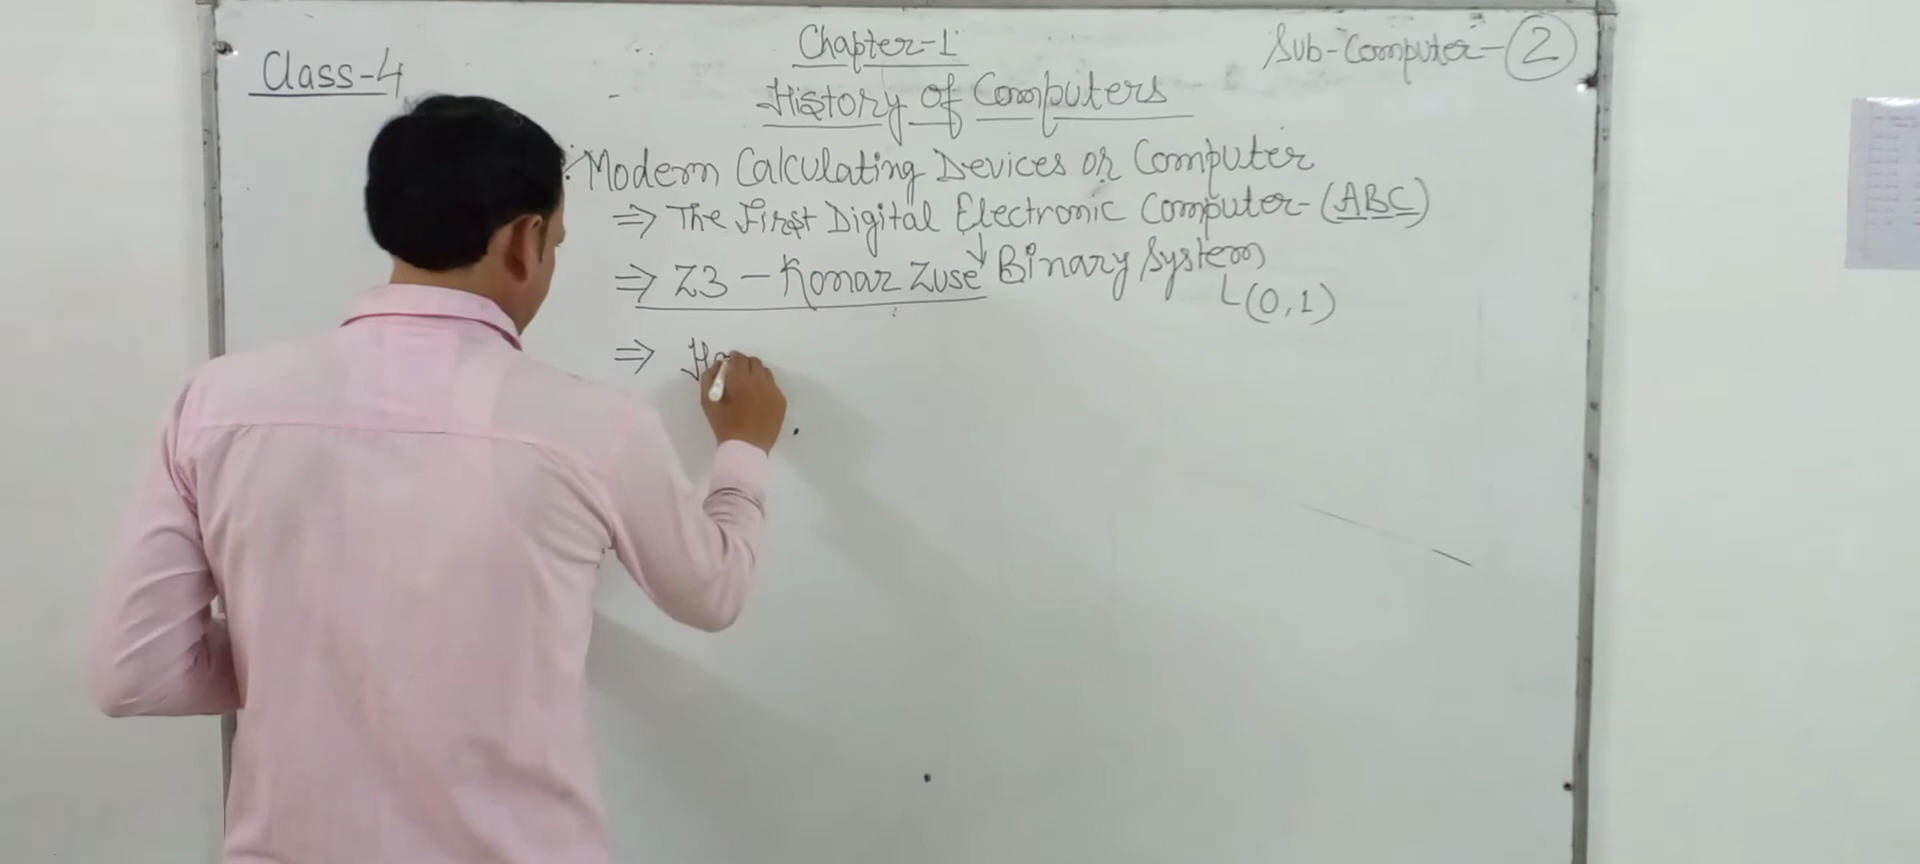 Class-4
Chapter-1
Sub-Computer-2
History of Computers
Modern Calculating Devices or Computer
⇒ The First Digital Electronic Computer-(ABC)
⇒ Z3 - Konar Zuse ↓ Binary System
(0,1)
⇒ Ha